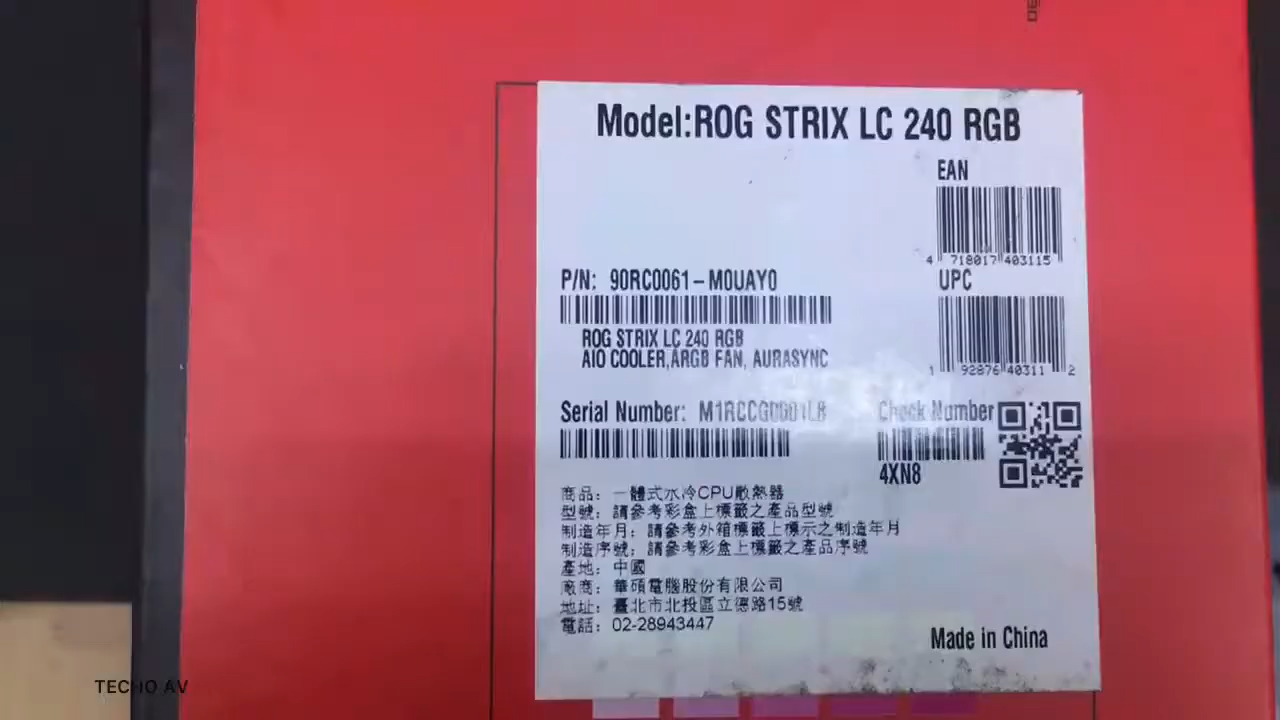 Model:ROG STRIX LC 240 RGB
EAN
4 718017 403115
P/N: 90RC0061-M0UAY0
UPC
ROG STRIX LC 240 RGB
AIO COOLER,ARGB FAN, AURASYNC
1 92876 40311 2
Serial Number:
Check Number
4XN8
商品：一體式水冷CPU散熱器
型號：請參考彩盒上標籤之產品型號
制造年月：請參考外箱標籤上標示之制造年月
制造序號：請參考彩盒上標籤之產品序號
產地：中國
廠商：華碩電腦股份有限公司
地址：臺北市北投區立德路15號
電話：02-28943447
Made in China
TECHO AV